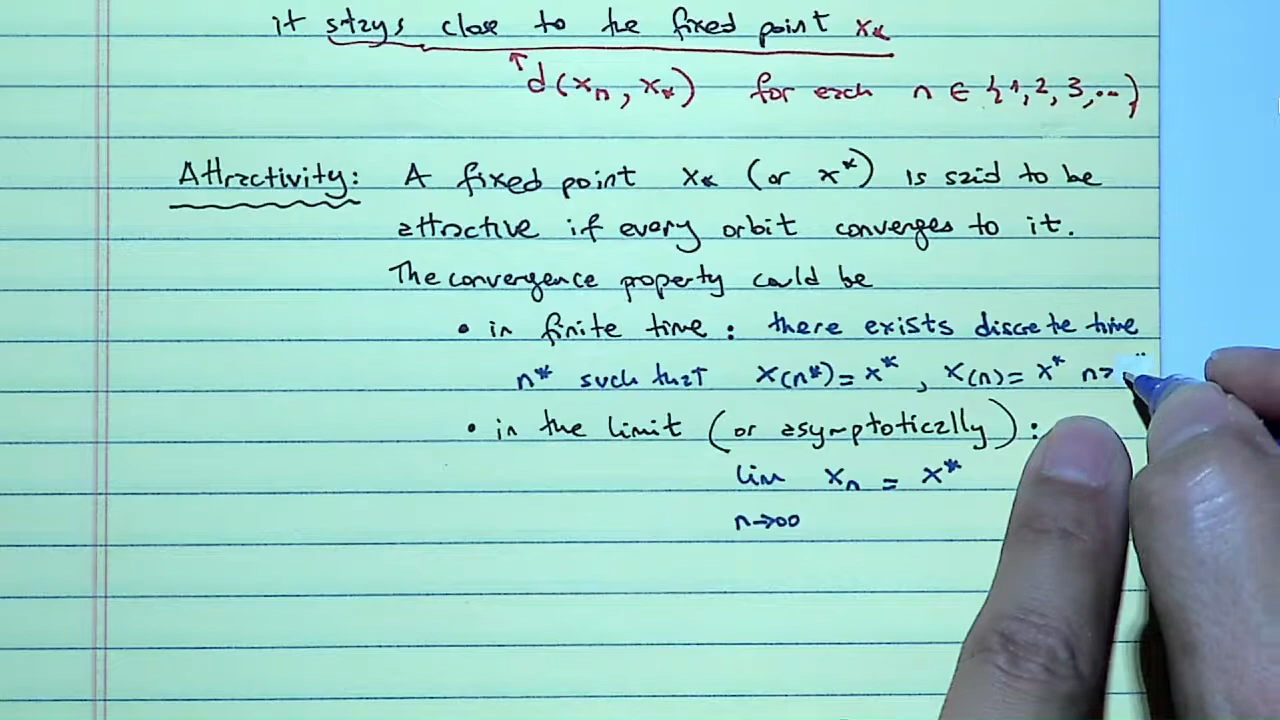 it stays close to the fixed point x*
↑d(xn, x*) for each n ∈ {1, 2, 3, ...}
Attractivity: A fixed point x* (or x*) is said to be
attractive if every orbit converges to it.
The convergence property could be
• in finite time: there exists discrete time
n* such that x(n*) = x*, x(n) = x* n>
• in the limit (or asymptotically):
lim xn = x*
n→∞